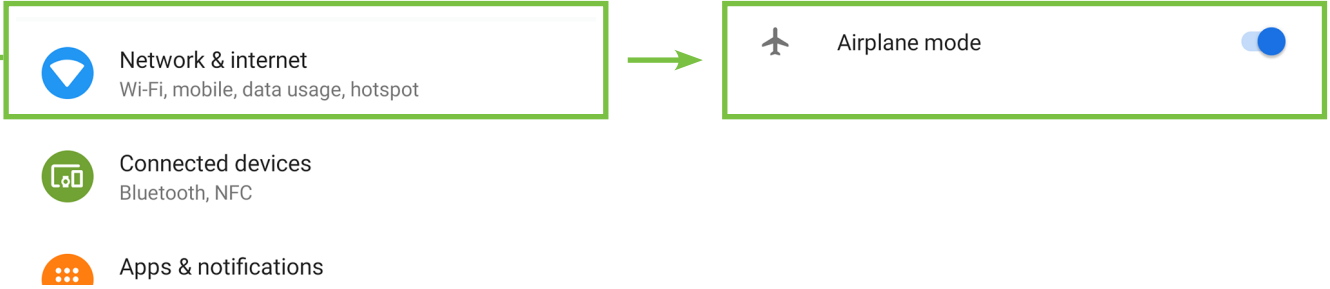 Network & internet
Wi-Fi, mobile, data usage, hotspot
Connected devices
Bluetooth, NFC
Apps & notifications
Airplane mode